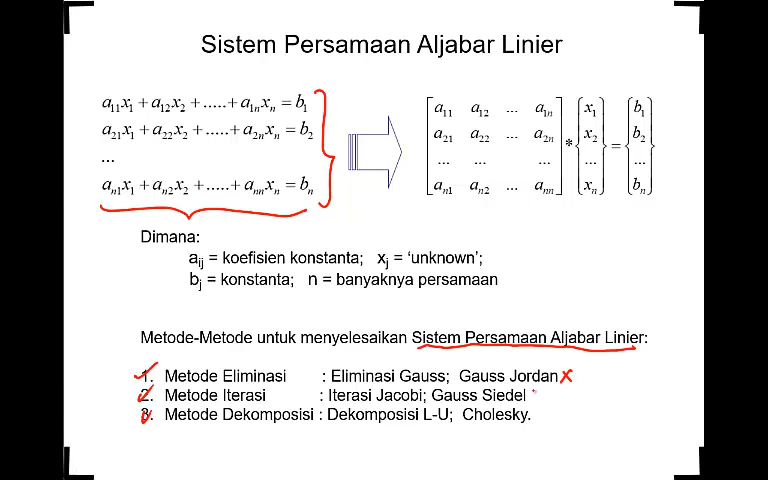 Sistem Persamaan Aljabar Linier
a₁₁x₁ + a₁₂x₂ + ..... + a₁ₙxₙ = b₁
a₂₁x₁ + a₂₂x₂ + ..... + a₂ₙxₙ = b₂
...
aₙ₁x₁ + aₙ₂x₂ + ..... + aₙₙxₙ = bₙ
[a₁₁ a₁₂ ... a₁ₙ] {x₁} {b₁}
[a₂₁ a₂₂ ... a₂ₙ] * {x₂} = {b₂}
[... ... ...] {...} {...}
[aₙ₁ aₙ₂ ... aₙₙ] {xₙ} {bₙ}
Dimana:
aᵢⱼ = koefisien konstanta; xⱼ = ‘unknown’;
bⱼ = konstanta; n = banyaknya persamaan
Metode-Metode untuk menyelesaikan Sistem Persamaan Aljabar Linier:
1. Metode Eliminasi : Eliminasi Gauss; Gauss Jordan x
2. Metode Iterasi : Iterasi Jacobi; Gauss Siedel
3. Metode Dekomposisi : Dekomposisi L-U; Cholesky.